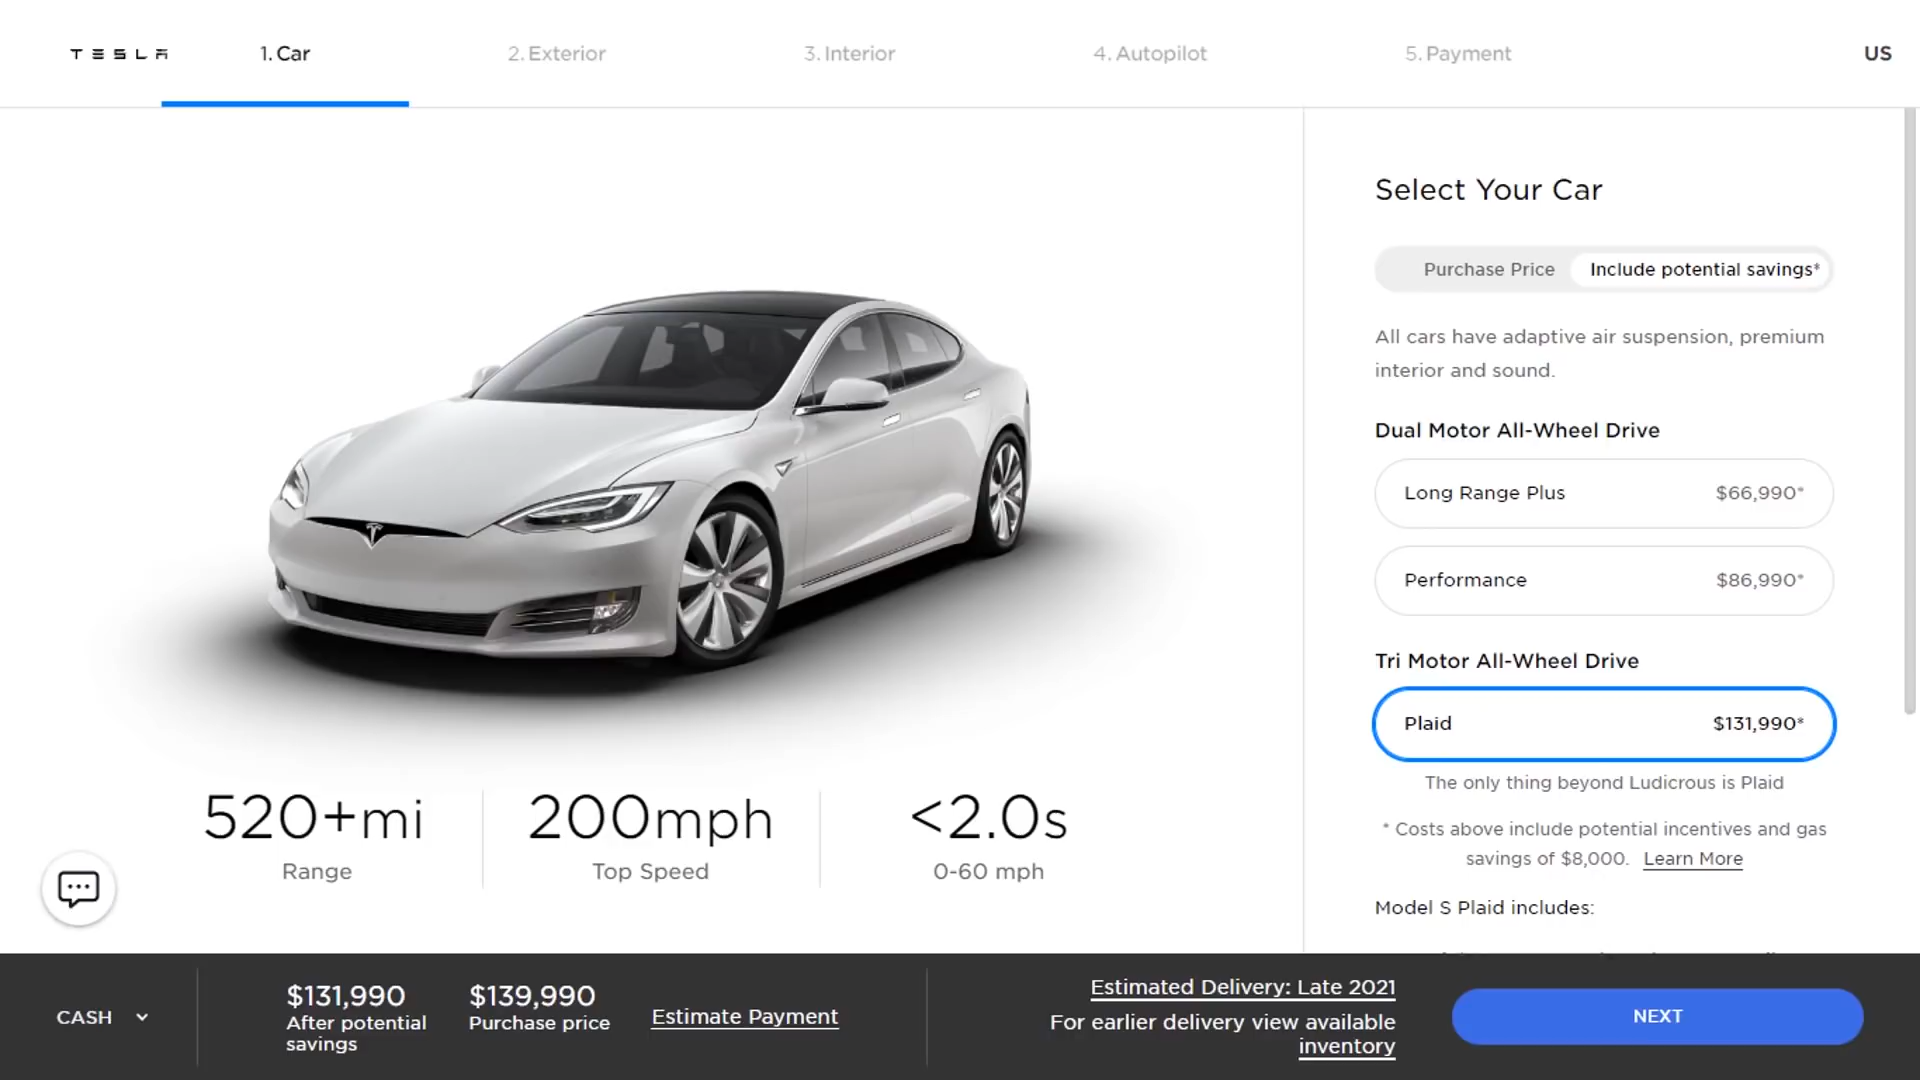 TESLA
1. Car
2. Exterior
3. Interior
4. Autopilot
5. Payment
US
Select Your Car
Purchase Price
Include potential savings*
All cars have adaptive air suspension, premium
interior and sound.
Dual Motor All-Wheel Drive
Long Range Plus $66,990*
Performance $86,990*
Tri Motor All-Wheel Drive
Plaid $131,990*
The only thing beyond Ludicrous is Plaid
* Costs above include potential incentives and gas
savings of $8,000. Learn More
Model S Plaid includes:
520+mi
Range
200mph
Top Speed
<2.0s
0-60 mph
CASH
$131,990
After potential
savings
$139,990
Purchase price
Estimate Payment
Estimated Delivery: Late 2021
For earlier delivery view available
inventory
NEXT